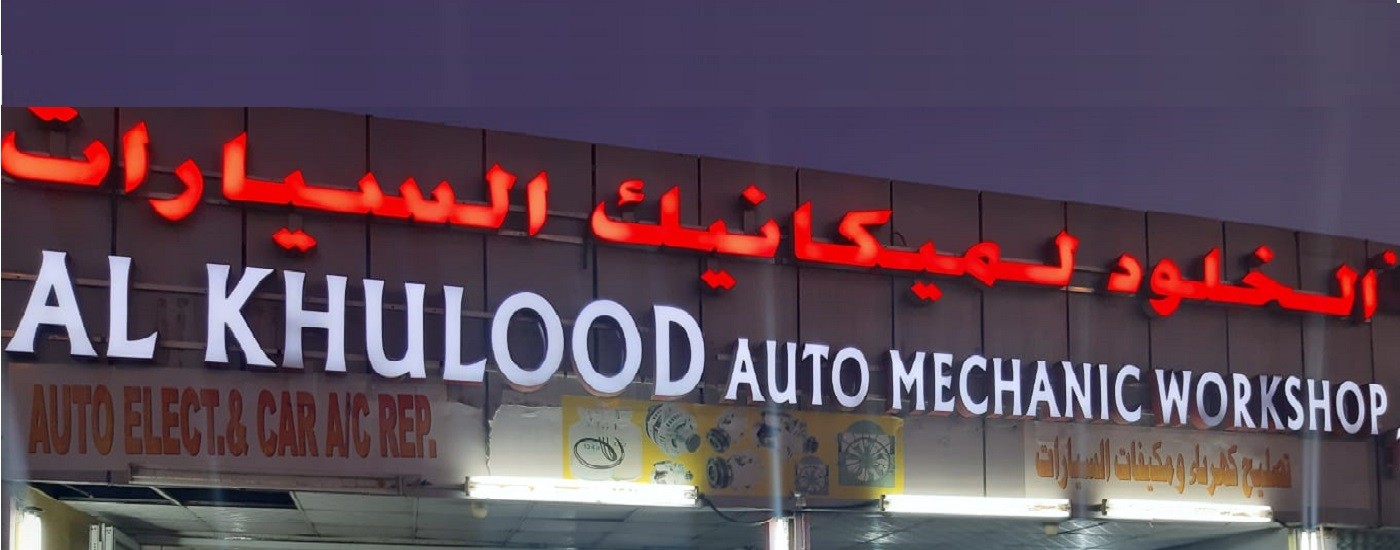 الخلود لميكانيك السيارات
AL KHULOOD AUTO MECHANIC WORKSHOP
AUTO ELECT.& CAR A/C REP.
تصليح كهرباء ومكيفات السيارات